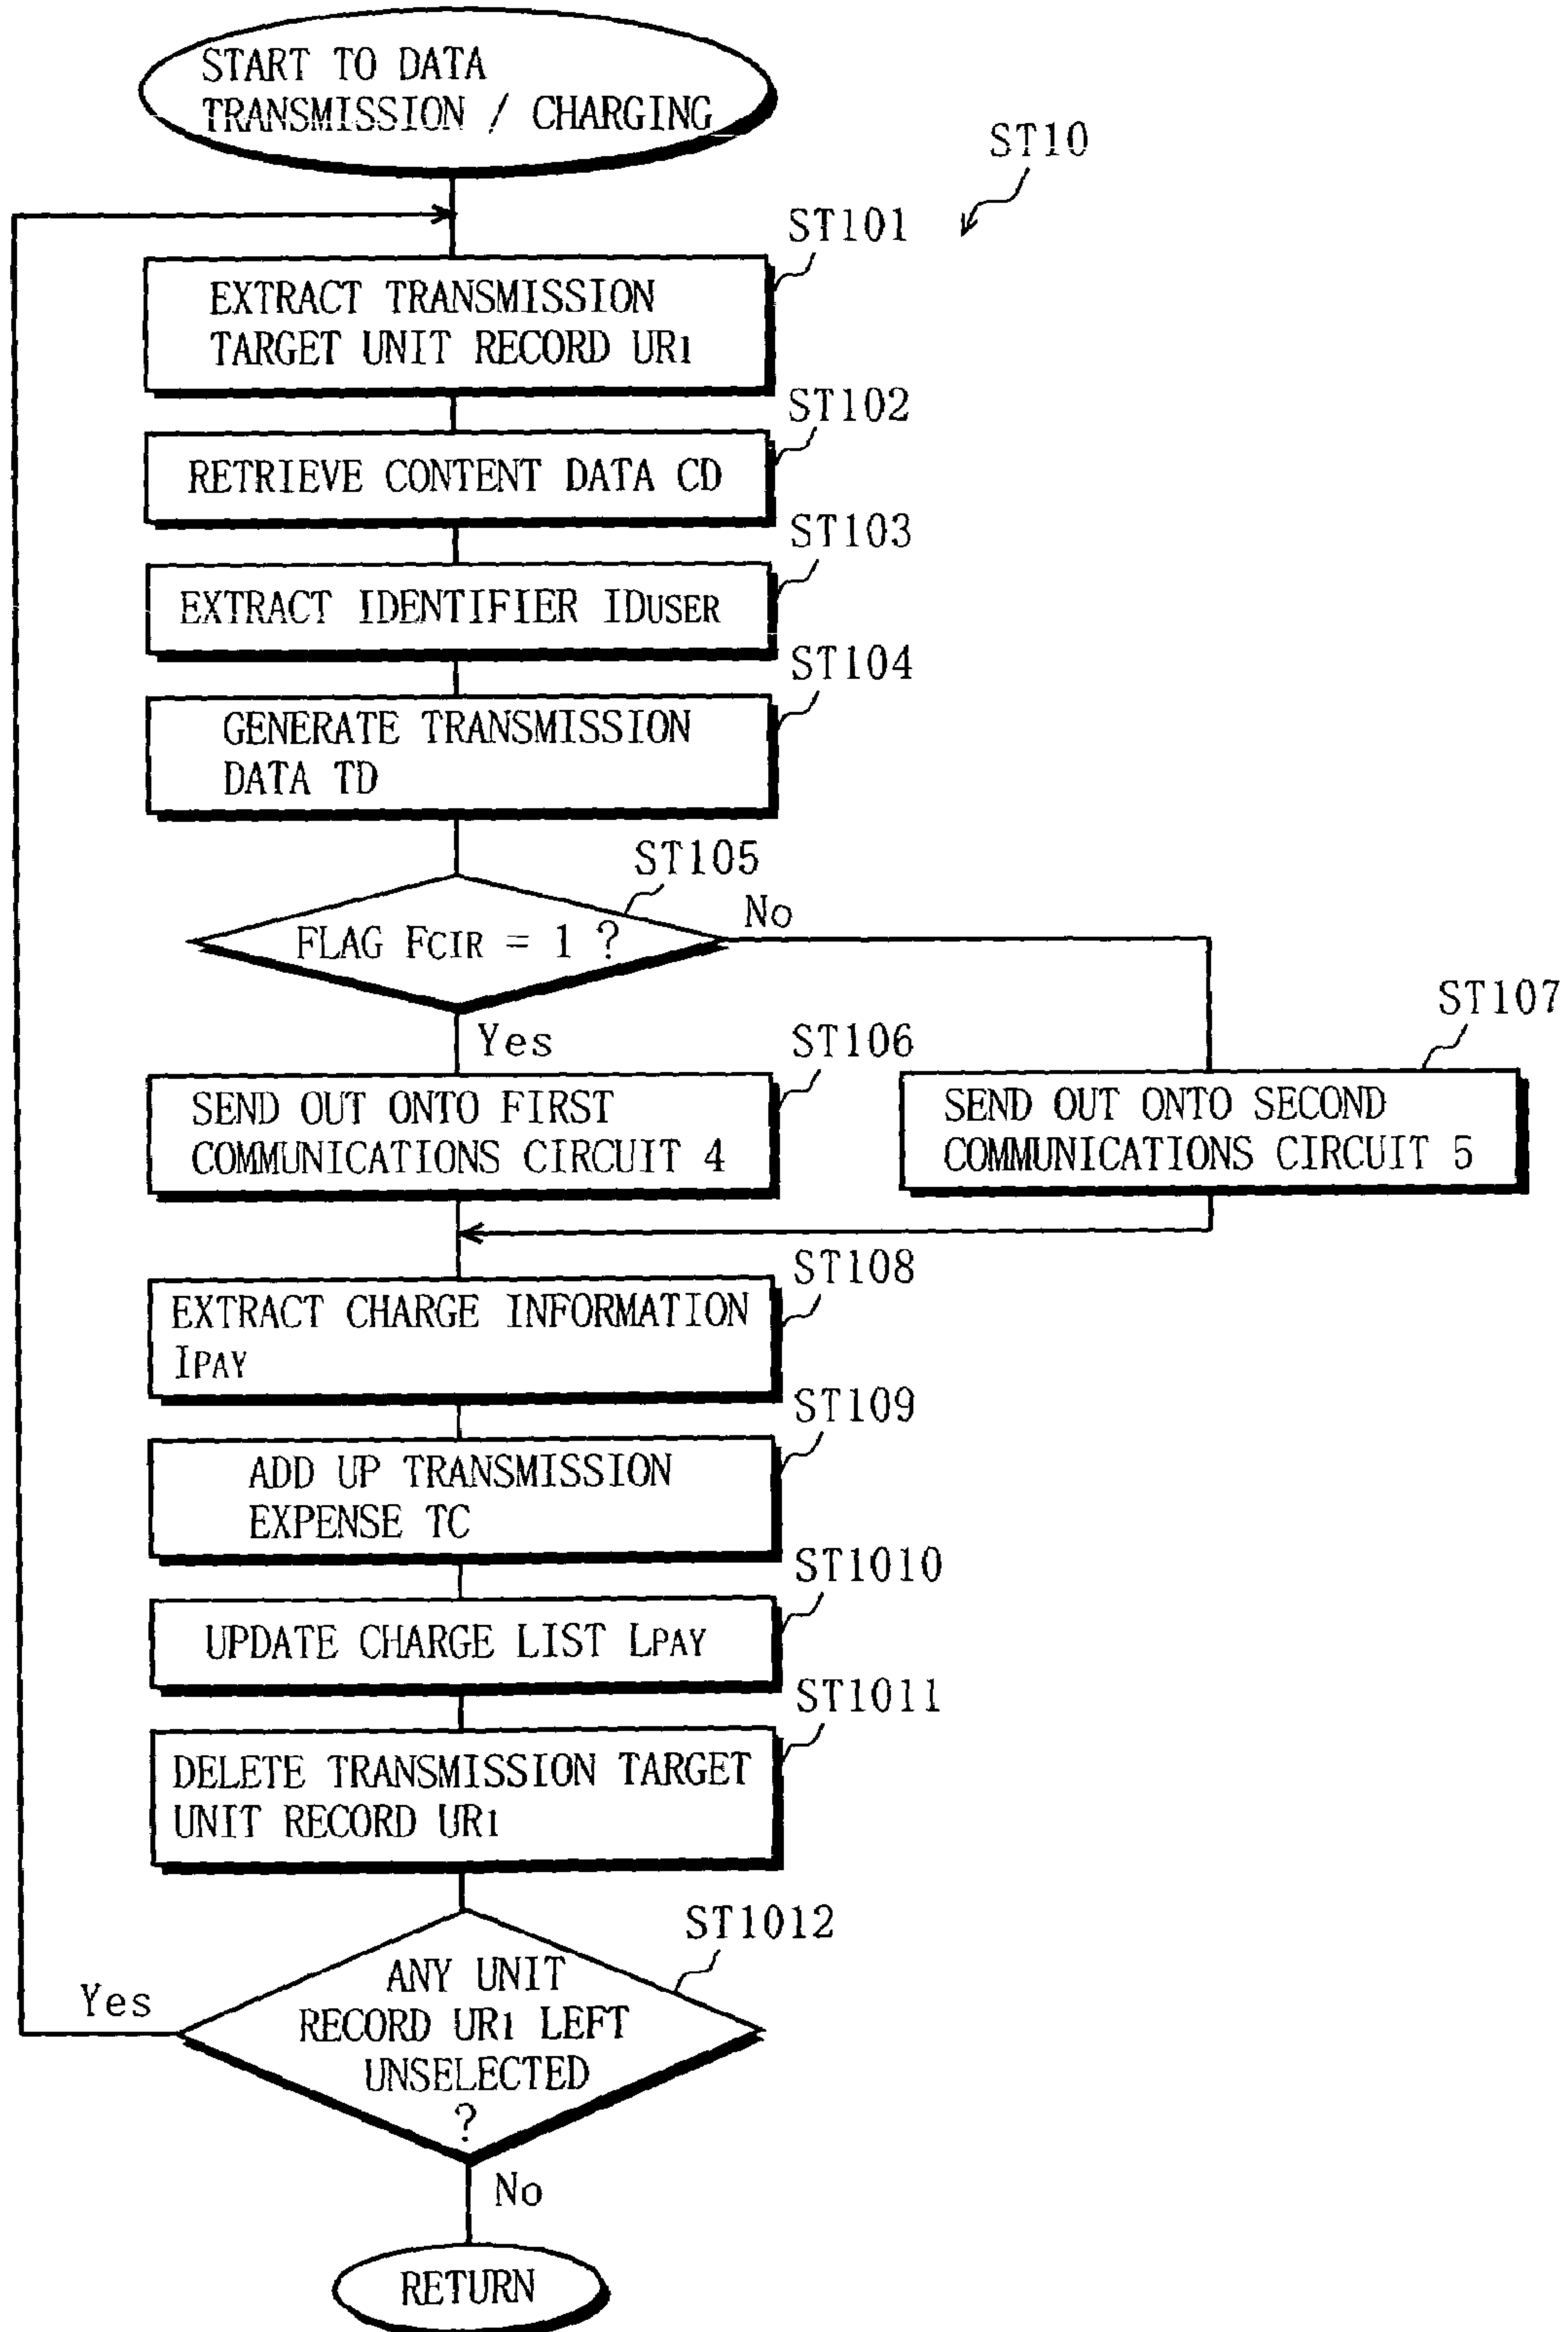 START TO DATA
TRANSMISSION / CHARGING
ST10
ST101
EXTRACT TRANSMISSION
TARGET UNIT RECORD UR1
ST102
RETRIEVE CONTENT DATA CD
ST103
EXTRACT IDENTIFIER IDUSER
ST104
GENERATE TRANSMISSION
DATA TD
ST105
FLAG FCIR = 1 ?
No
Yes
ST106
SEND OUT ONTO FIRST
COMMUNICATIONS CIRCUIT 4
ST107
SEND OUT ONTO SECOND
COMMUNICATIONS CIRCUIT 5
ST108
EXTRACT CHARGE INFORMATION
IPAY
ST109
ADD UP TRANSMISSION
EXPENSE TC
ST1010
UPDATE CHARGE LIST LPAY
ST1011
DELETE TRANSMISSION TARGET
UNIT RECORD UR1
ST1012
ANY UNIT
RECORD UR1 LEFT
UNSELECTED
?
Yes
No
RETURN